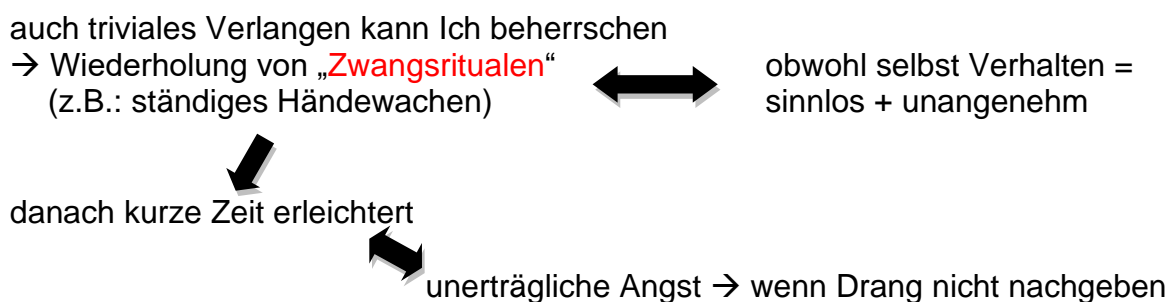 auch triviales Verlangen kann Ich beherrschen
→ Wiederholung von „Zwangsritualen“
obwohl selbst Verhalten =
(z.B.: ständiges Händewachen)
sinnlos + unangenehm
danach kurze Zeit erleichtert
unerträgliche Angst → wenn Drang nicht nachgeben